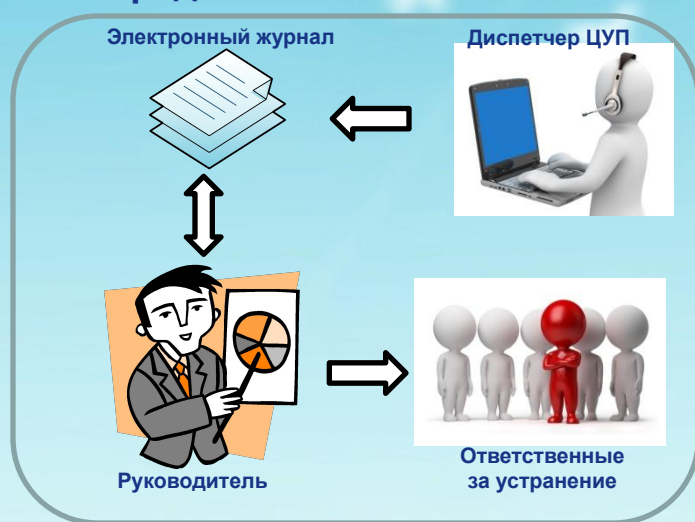 Электронный журнал
Диспетчер ЦУП
Руководитель
Ответственные
за устранение